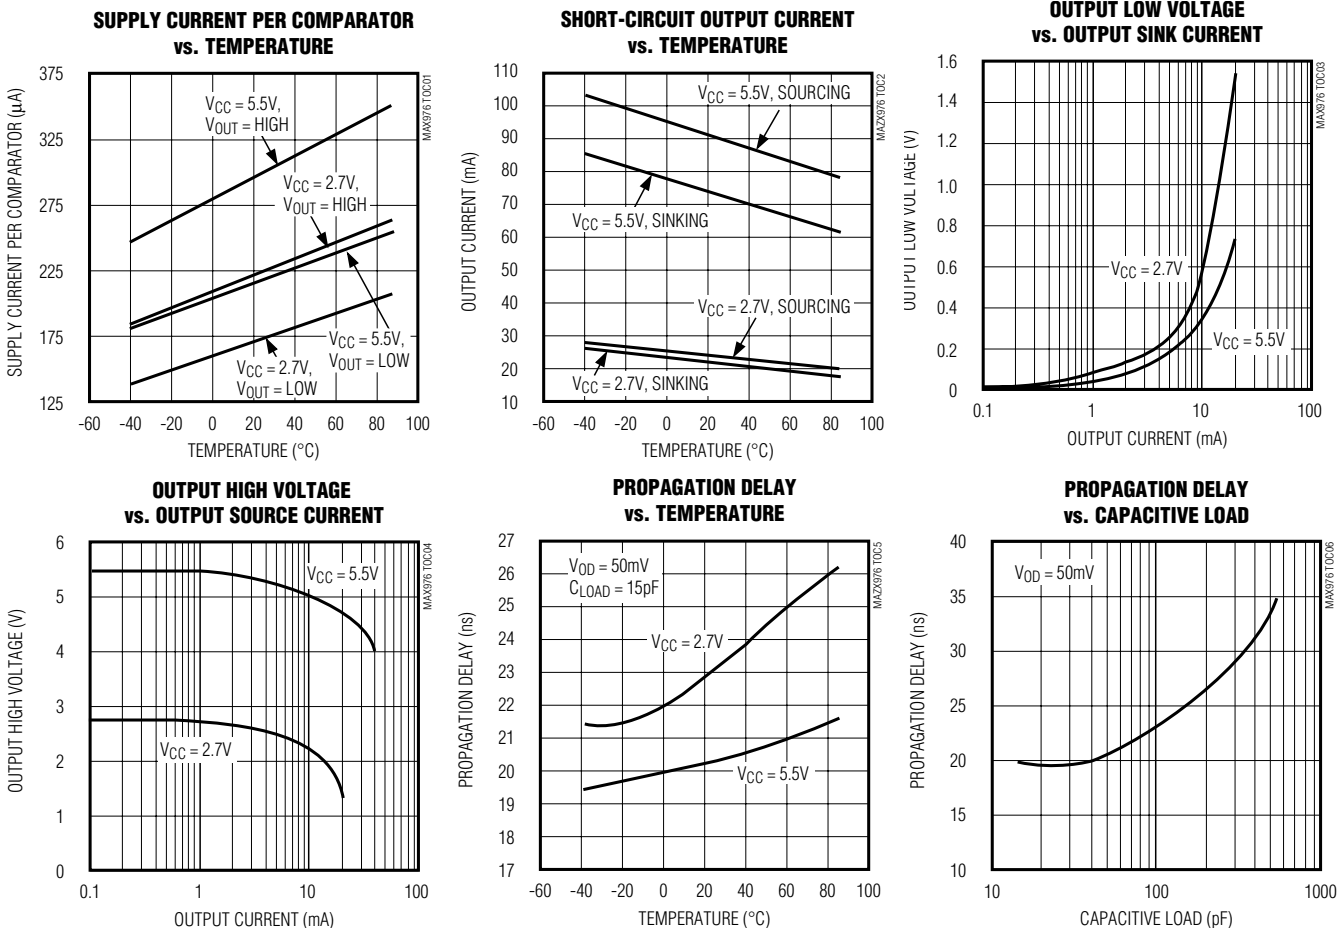 SUPPLY CURRENT PER COMPARATOR
vs. TEMPERATURE
SUPPLY CURRENT PER COMPARATOR (µA)
375
325
275
225
175
125
VCC = 5.5V,
VOUT = HIGH
VCC = 2.7V,
VOUT = HIGH
VCC = 5.5V,
VOUT = LOW
VCC = 2.7V,
VOUT = LOW
MAX976 TOC01
-60 -40 -20 0 20 40 60 80 100
TEMPERATURE (°C)
SHORT-CIRCUIT OUTPUT CURRENT
vs. TEMPERATURE
OUTPUT CURRENT (mA)
110
100
90
80
70
60
50
40
30
20
10
VCC = 5.5V, SOURCING
VCC = 5.5V, SINKING
VCC = 2.7V, SOURCING
VCC = 2.7V, SINKING
MAZX976 TOC2
-60 -40 -20 0 20 40 60 80 100
TEMPERATURE (°C)
OUTPUT LOW VOLTAGE
vs. OUTPUT SINK CURRENT
OUTPUT LOW VOLTAGE (V)
1.6
1.4
1.2
1.0
0.8
0.6
0.4
0.2
0
VCC = 2.7V
VCC = 5.5V
MAX976 TOC03
0.1 1 10 100
OUTPUT CURRENT (mA)
OUTPUT HIGH VOLTAGE
vs. OUTPUT SOURCE CURRENT
OUTPUT HIGH VOLTAGE (V)
6
5
4
3
2
1
0
VCC = 5.5V
VCC = 2.7V
MAX976 TOC04
0.1 1 10 100
OUTPUT CURRENT (mA)
PROPAGATION DELAY
vs. TEMPERATURE
PROPAGATION DELAY (ns)
27
26
25
24
23
22
21
20
19
18
17
VOD = 50mV
CLOAD = 15pF
VCC = 2.7V
VCC = 5.5V
MAZX976 TOC5
-60 -40 -20 0 20 40 60 80 100
TEMPERATURE (°C)
PROPAGATION DELAY
vs. CAPACITIVE LOAD
PROPAGATION DELAY (ns)
40
35
30
25
20
15
10
VOD = 50mV
MAX976 TOC06
10 100 1000
CAPACITIVE LOAD (pF)